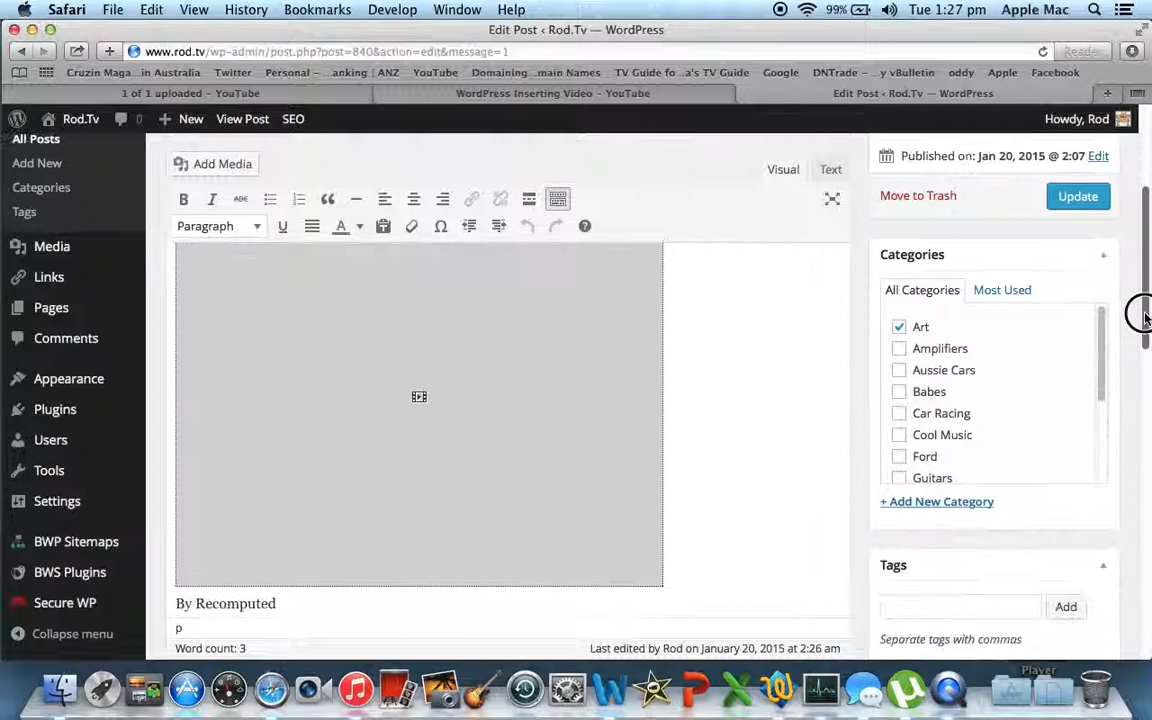 Safari File Edit View History Bookmarks Develop Window Help 99% Tue 1:27 pm Apple Mac
Edit Post ‹ Rod.Tv — WordPress
www.rod.tv/wp-admin/post.php?post=840&action=edit&message=1 Reader
Cruzin Maga...in Australia Twitter Personal – ...anking | ANZ YouTube Domaining...main Names TV Guide fo...a's TV Guide Google DNTrade – ...y vBulletin oddy Apple Facebook
1 of 1 uploaded – YouTube WordPress Inserting Video – YouTube Edit Post ‹ Rod.Tv — WordPress
Rod.Tv 0 New View Post SEO Howdy, Rod
All Posts
Add New
Categories
Tags
Media
Links
Pages
Comments
Appearance
Plugins
Users
Tools
Settings
BWP Sitemaps
BWS Plugins
Secure WP
Collapse menu
Add Media Visual Text
B I ABC
Paragraph U A Ω ?
By Recomputed
p
Word count: 3 Last edited by Rod on January 20, 2015 at 2:26 am
Published on: Jan 20, 2015 @ 2:07 Edit
Move to Trash Update
Categories
All Categories Most Used
Art
Amplifiers
Aussie Cars
Babes
Car Racing
Cool Music
Ford
Guitars
+ Add New Category
Tags
Add
Separate tags with commas
Player